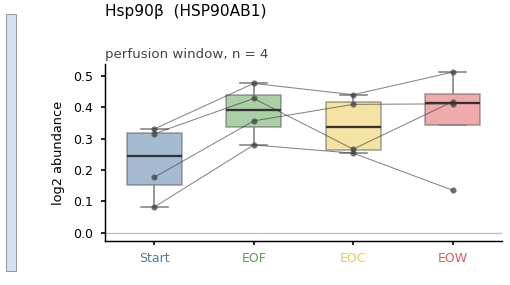 Hsp90β (HSP90AB1)
perfusion window, n = 4
log2 abundance
0.5
0.4
0.3
0.2
0.1
0.0
Start EOF EOC EOW